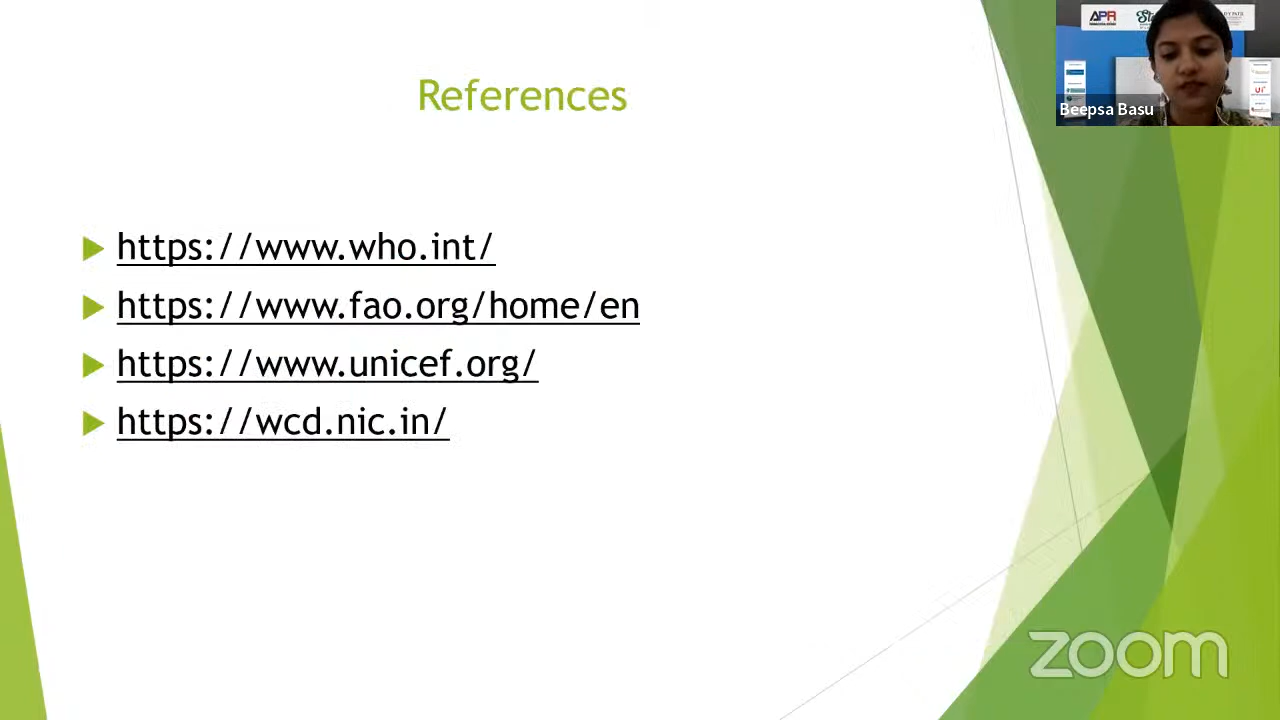 References
https://www.who.int/
https://www.fao.org/home/en
https://www.unicef.org/
https://wcd.nic.in/
APR
Beepsa Basu
zoom